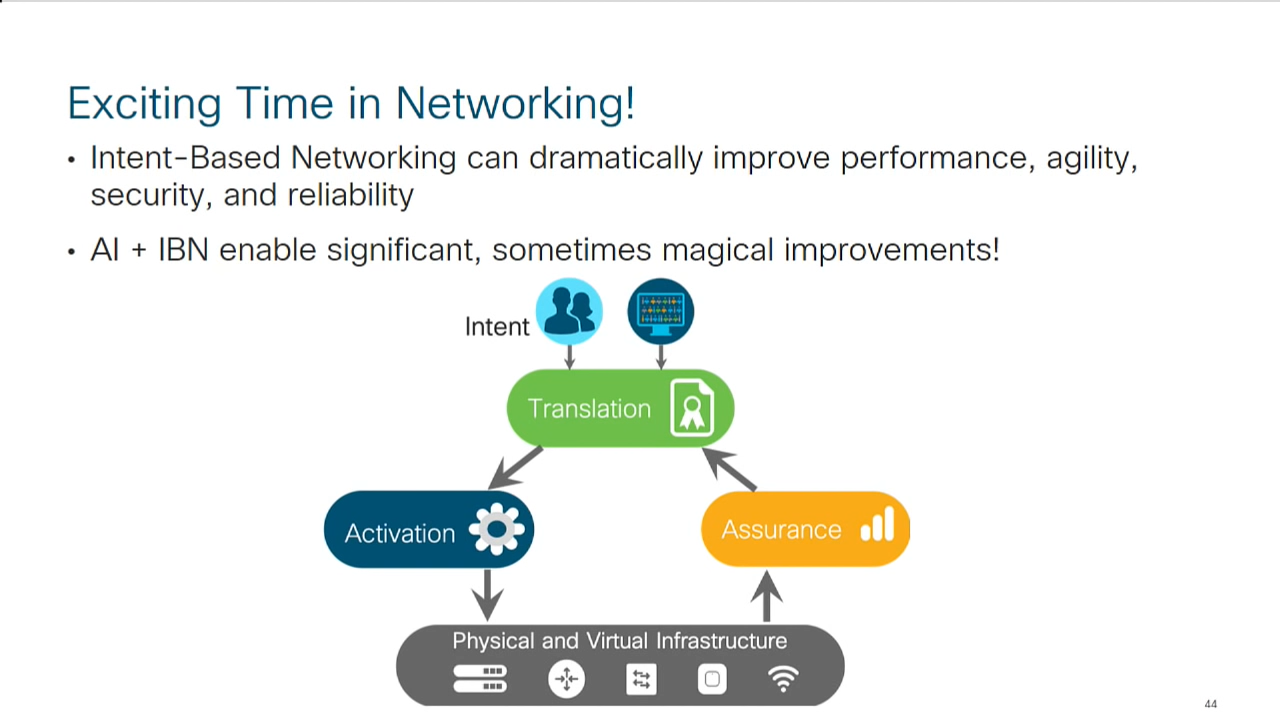 Exciting Time in Networking!
• Intent-Based Networking can dramatically improve performance, agility,
security, and reliability
• AI + IBN enable significant, sometimes magical improvements!
Intent
Translation
Activation
Assurance
Physical and Virtual Infrastructure
44